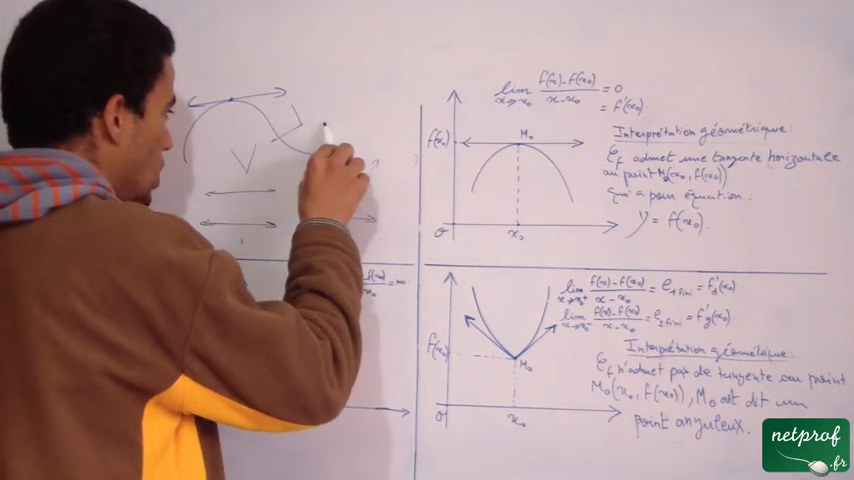 lim f(x)-f(x₀) / x-x₀ = 0
x→x₀
= f'(x₀)
Interprétation géométrique:
f(x₀)
M₀
𝒞f admet une tangente horizontale
au point M₀(x₀, f(x₀))
qui a pour équation:
y = f(x₀).
O
x₀
= ∞
lim f(x)-f(x₀) / x-x₀ = ℓ₁ fini = f'd(x₀)
x→x₀⁺
lim f(x)-f(x₀) / x-x₀ = ℓ₂ fini = f'g(x₀)
x→x₀⁻
Interprétation géométrique:
f(x₀)
M₀
𝒞f n'admet pas de tangente au point
M₀(x₀, f(x₀)), M₀ est dit un
point anguleux.
O
x₀
netprof
.fr